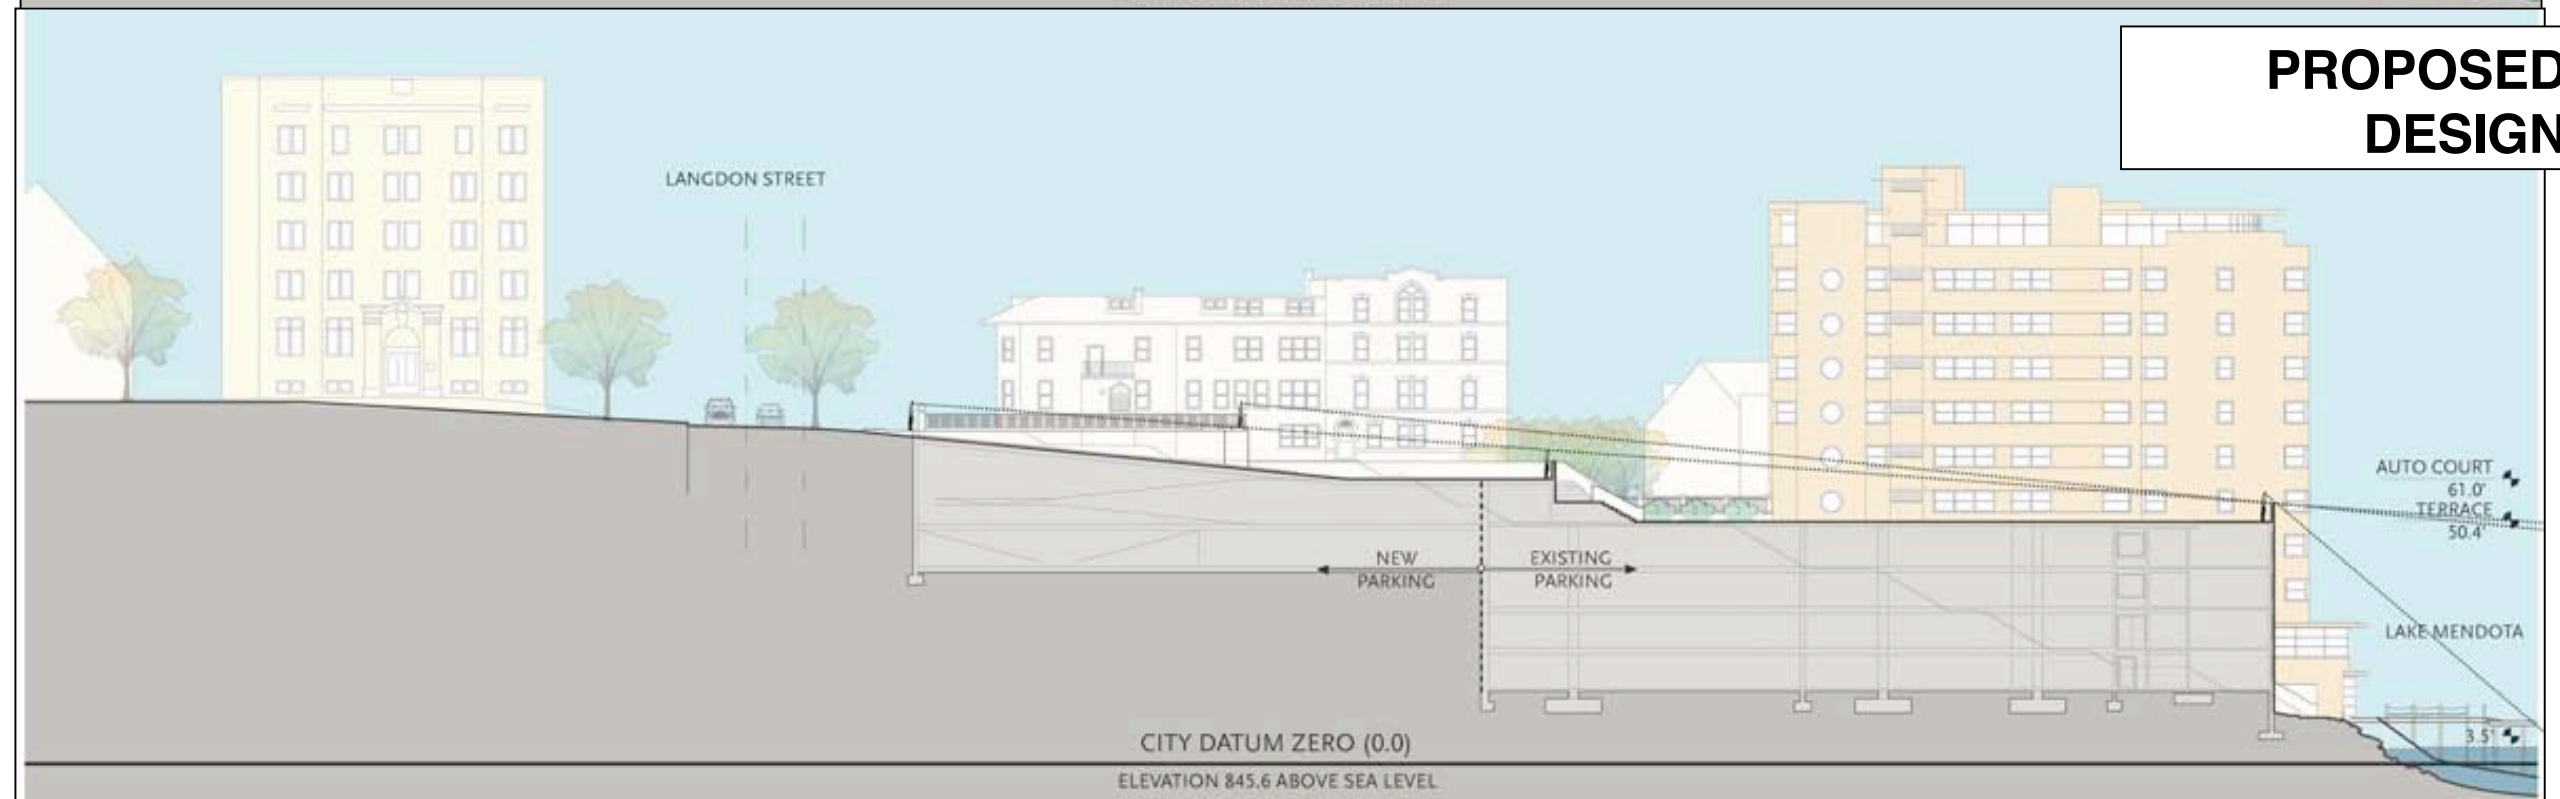 PROPOSED
DESIGN
LANGDON STREET
AUTO COURT
61.0'
TERRACE
50.4'
NEW
PARKING
EXISTING
PARKING
LAKE MENDOTA
3.5'
CITY DATUM ZERO (0.0)
ELEVATION 845.6 ABOVE SEA LEVEL